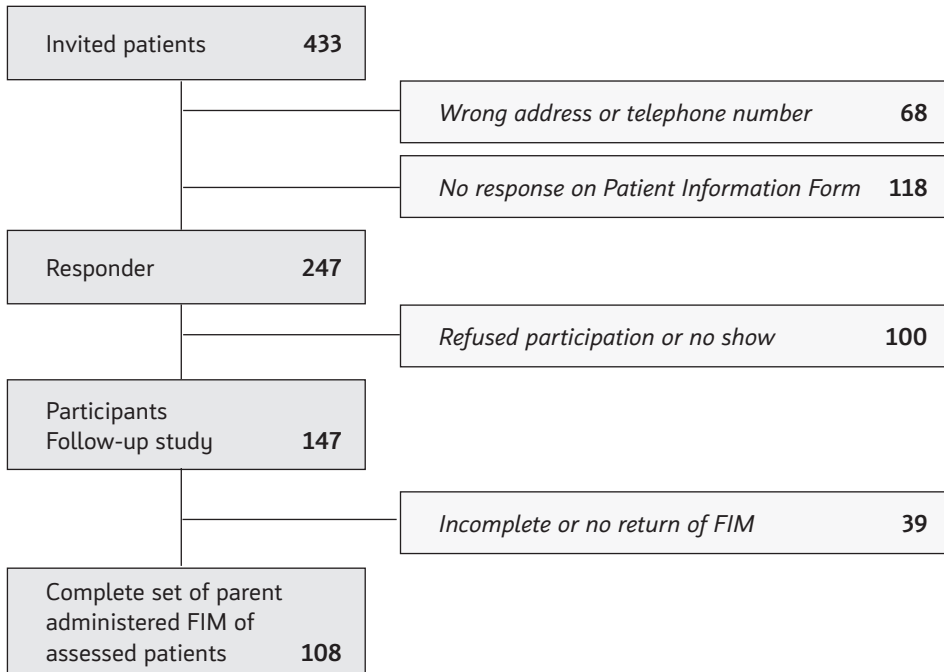 Invited patients 433
Wrong address or telephone number 68
No response on Patient Information Form 118
Responder 247
Refused participation or no show 100
Participants
Follow-up study 147
Incomplete or no return of FIM 39
Complete set of parent
administered FIM of
assessed patients 108